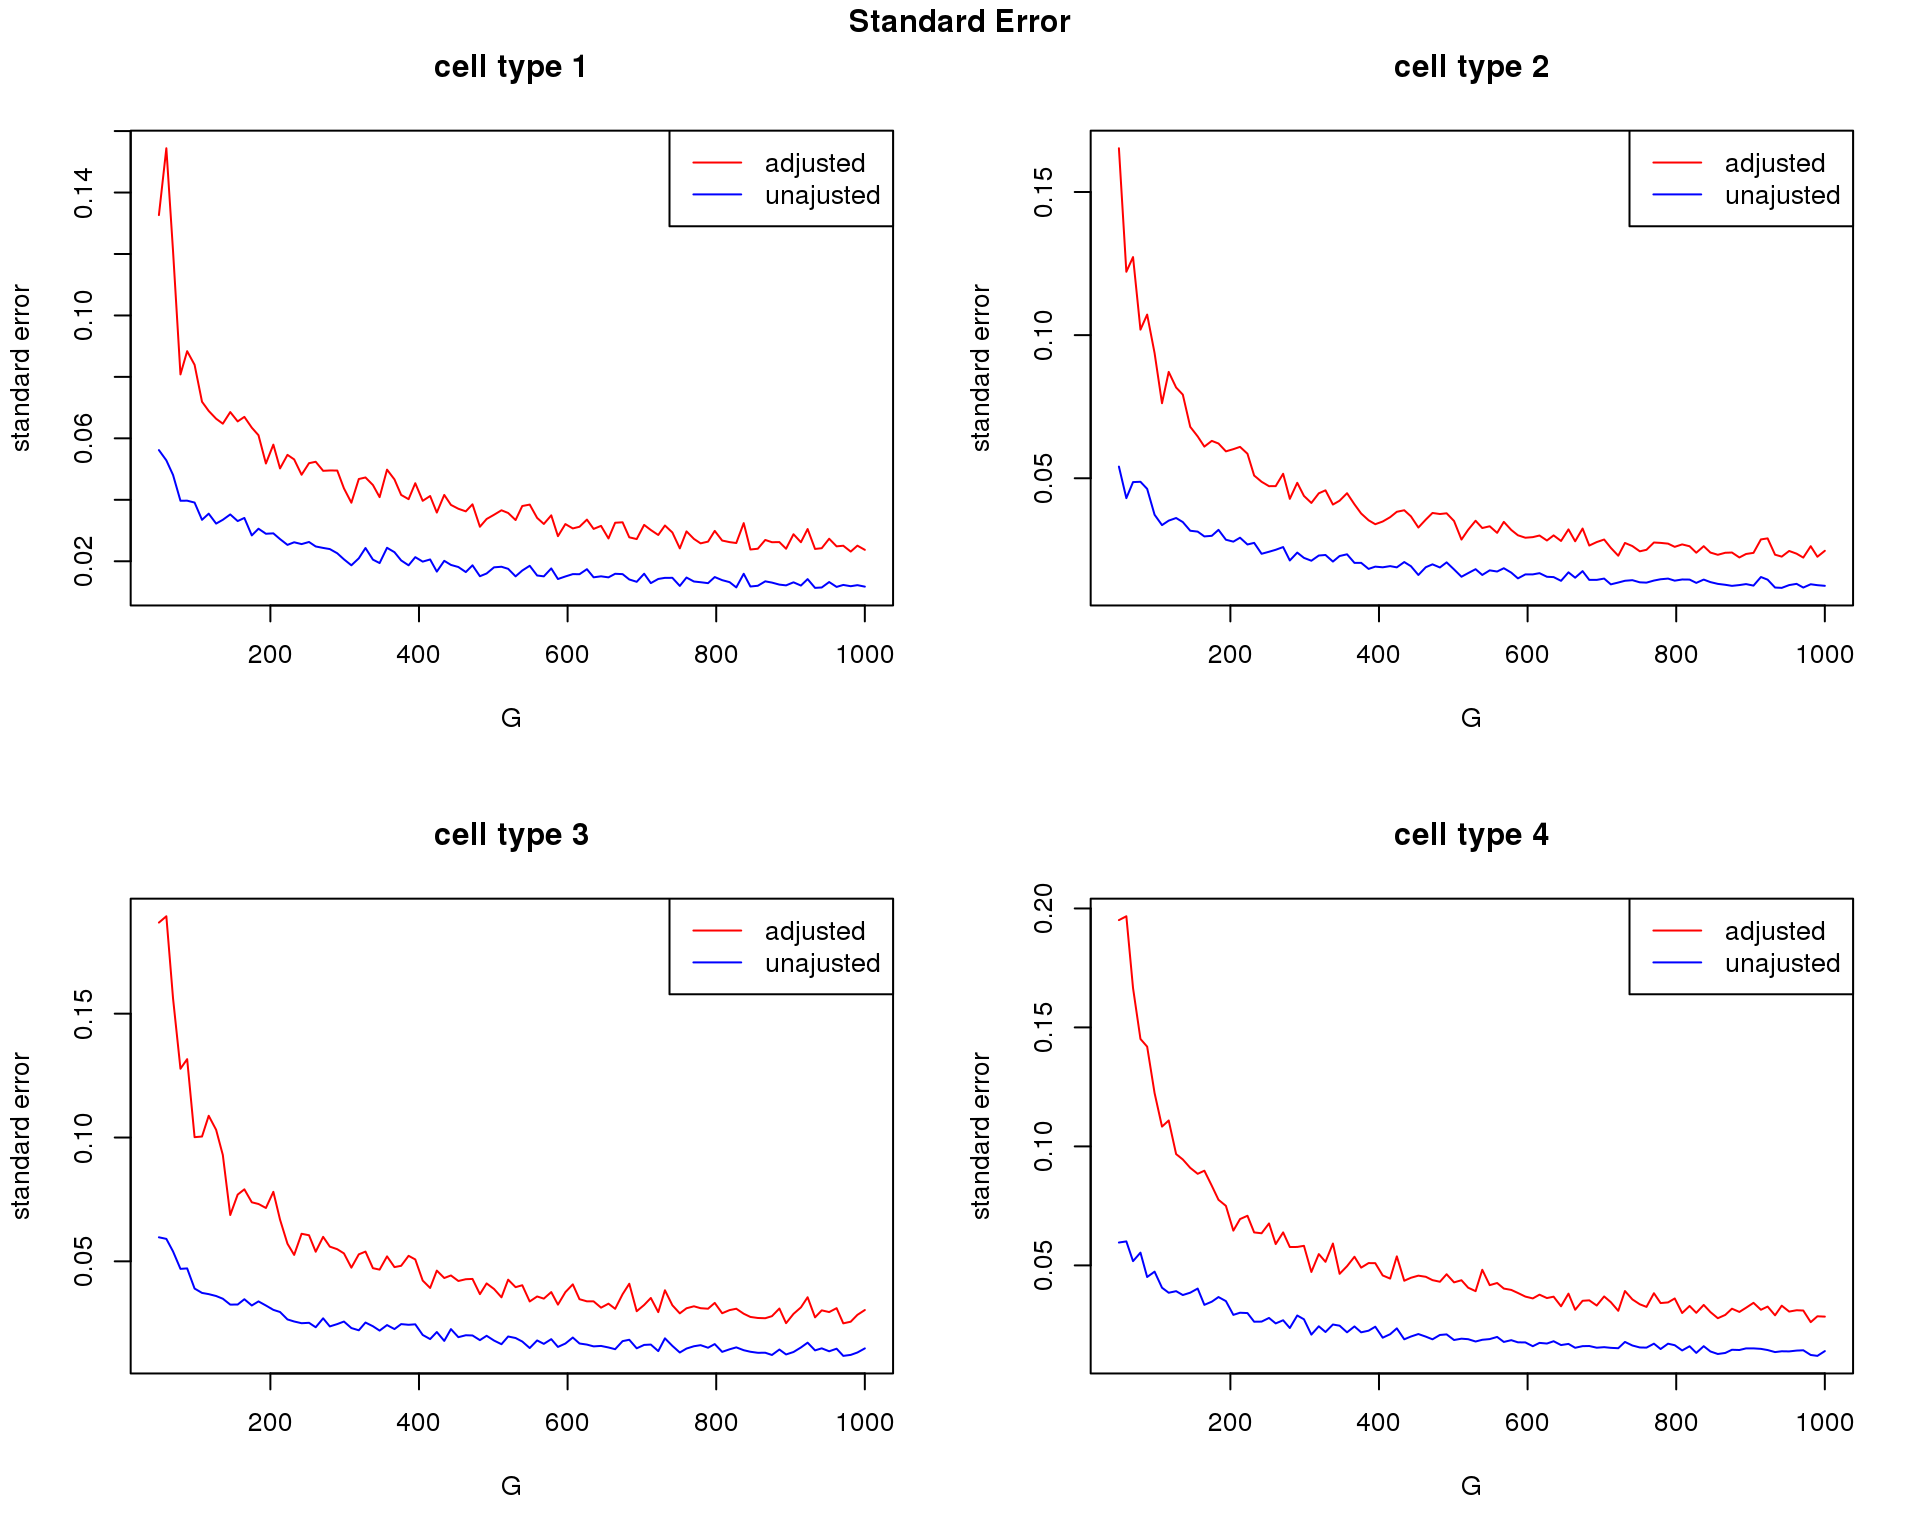 Standard Error
cell type 1
standard error
0.14
0.10
0.06
0.02
adjusted
unajusted
200 400 600 800 1000
G
cell type 2
standard error
0.15
0.10
0.05
adjusted
unajusted
200 400 600 800 1000
G
cell type 3
standard error
0.15
0.10
0.05
adjusted
unajusted
200 400 600 800 1000
G
cell type 4
standard error
0.20
0.15
0.10
0.05
adjusted
unajusted
200 400 600 800 1000
G